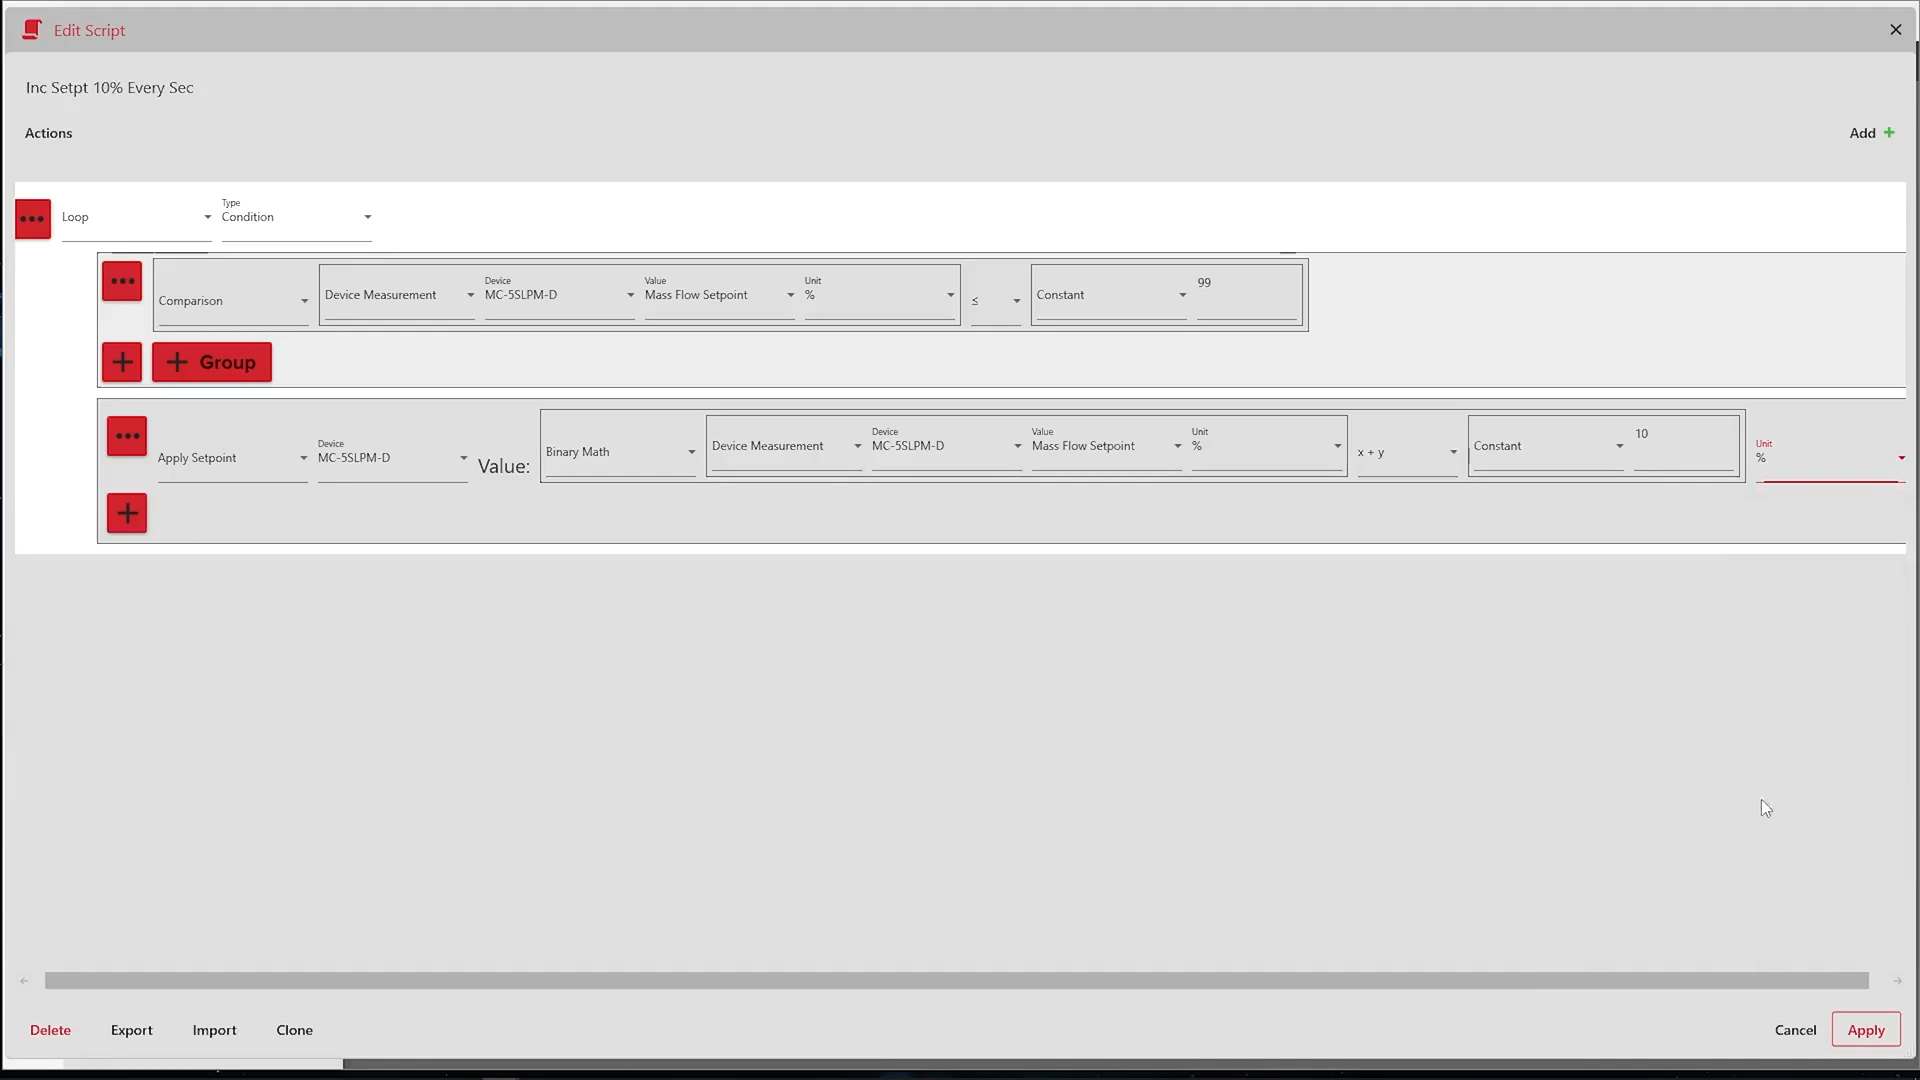 Edit Script
Inc Setpt 10% Every Sec
Actions
Add
Type
Loop Condition
Device Value Unit 99
Comparison Device Measurement MC-5SLPM-D Mass Flow Setpoint % ≤ Constant
Group
Apply Setpoint Device MC-5SLPM-D Value: Binary Math Device Measurement Device MC-5SLPM-D Value Mass Flow Setpoint Unit % x + y Constant 10 Unit %
Delete Export Import Clone Cancel Apply